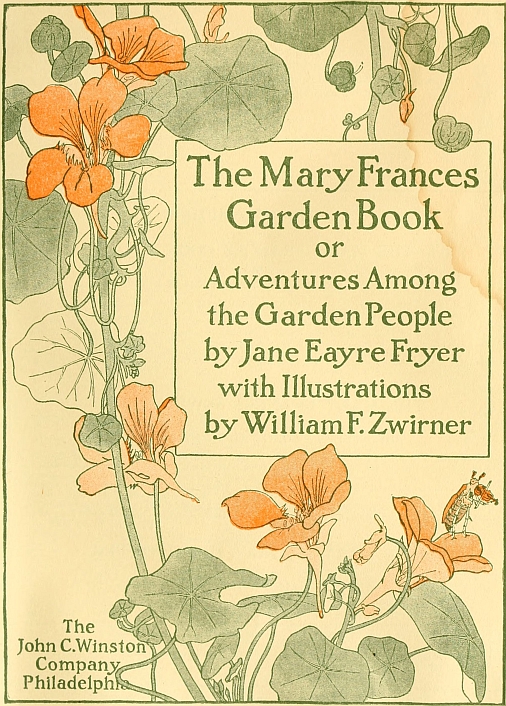 The Mary Frances
Garden Book
or
Adventures Among
the Garden People
by Jane Eayre Fryer
with Illustrations
by William F. Zwirner
The
John C. Winston
Company
Philadelphia